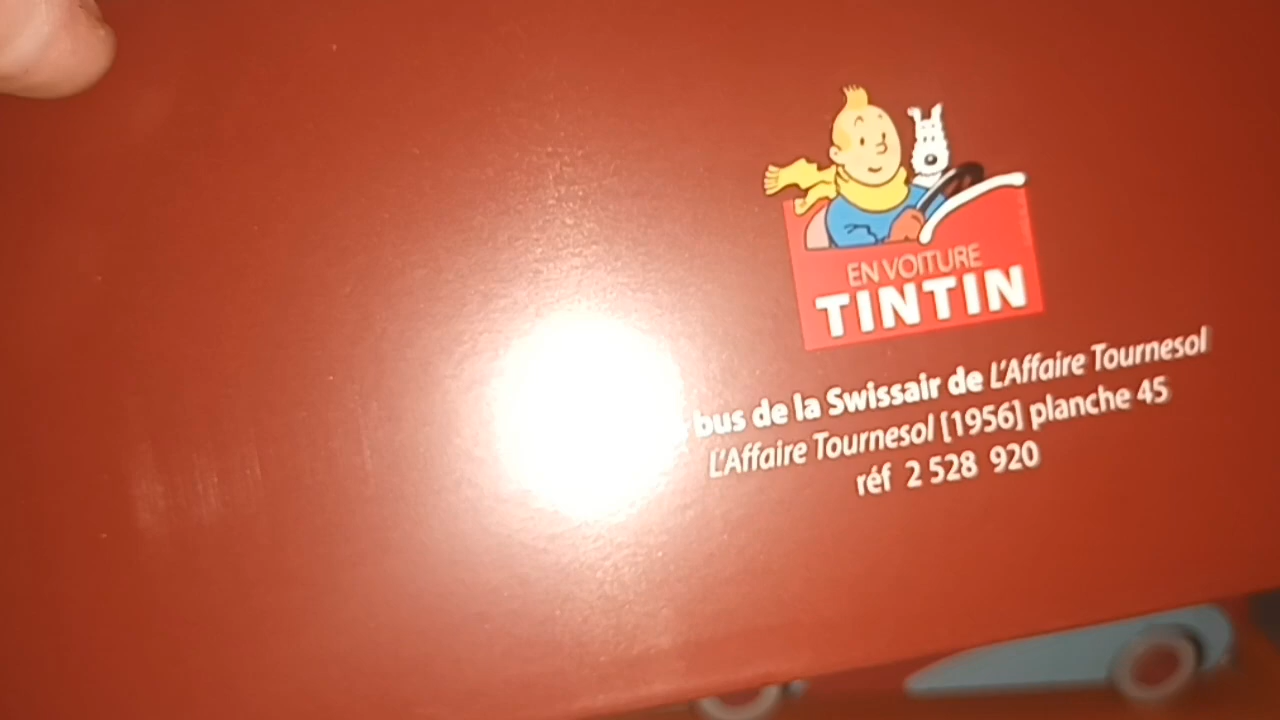 EN VOITURE
TINTIN
bus de la Swissair de L'Affaire Tournesol
L'Affaire Tournesol [1956] planche 45
réf 2 528 920